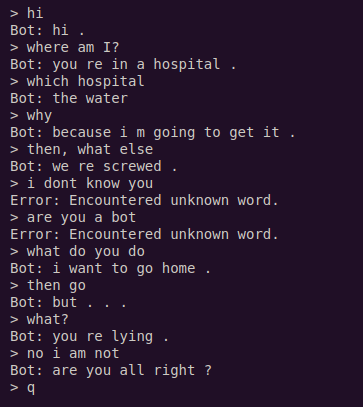 > hi
Bot: hi .
> where am I?
Bot: you re in a hospital .
> which hospital
Bot: the water
> why
Bot: because i m going to get it .
> then, what else
Bot: we re screwed .
> i dont know you
Error: Encountered unknown word.
> are you a bot
Error: Encountered unknown word.
> what do you do
Bot: i want to go home .
> then go
Bot: but . . .
> what?
Bot: you re lying .
> no i am not
Bot: are you all right ?
> q